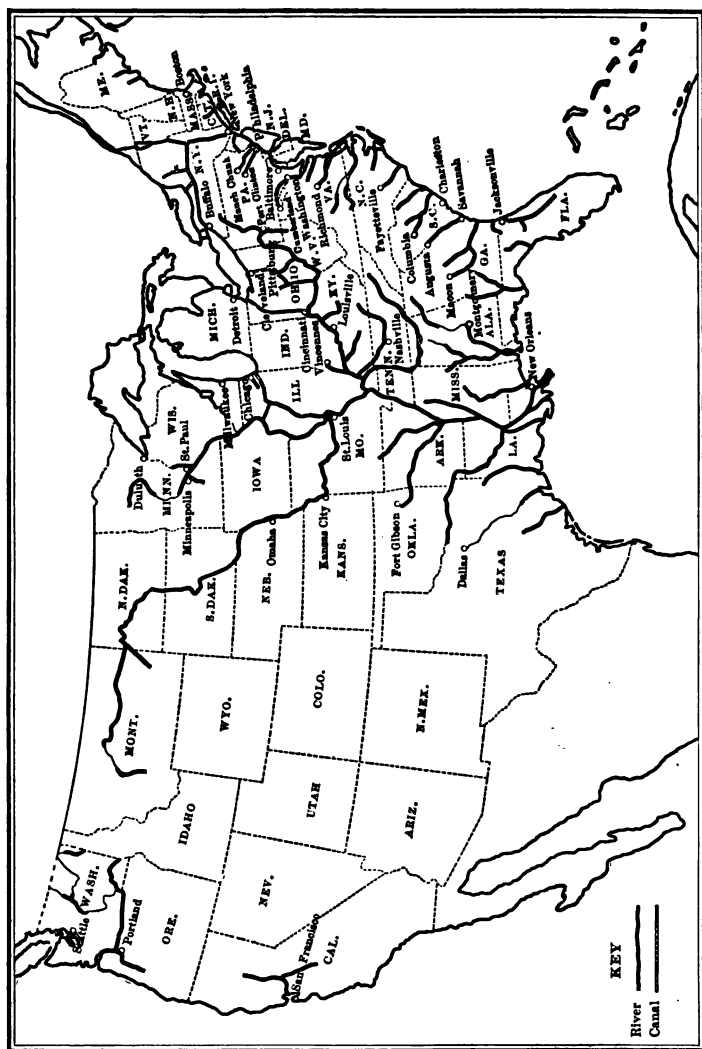 Seattle
WASH.
Portland
ORE.
IDAHO
MONT.
N.DAK.
S.DAK.
WYO.
NEB.
Omaha
NEV.
UTAH
COLO.
KANS.
Kansas City
San Francisco
CAL.
ARIZ.
N.MEX.
OKLA.
Fort Gibson
TEXAS
Dallas
Duluth
MINN.
Minneapolis
St.Paul
WIS.
Milwaukee
IOWA
Chicago
ILL
St.Louis
MO.
ARK.
LA.
MICH.
Detroit
IND.
OHIO
Cleveland
Cincinnati
Vincennes
Louisville
KY.
TENN.
Nashville
MISS.
ALA.
Montgomery
New Orleans
ME.
VT.
N.H.
MASS.
Boston
CT.
R.I.
N.Y.
New York
Buffalo
Mauch Chunk
PA.
Philadelphia
N.J.
Port Clinton
Pittsburg
Baltimore
DEL.
MD.
Cumberland
Washington
W.V.
Richmond
VA.
N.C.
Fayetteville
Columbia
S.C.
Charleston
Augusta
Savannah
Macon
GA.
Jacksonville
FLA.
KEY
River
Canal